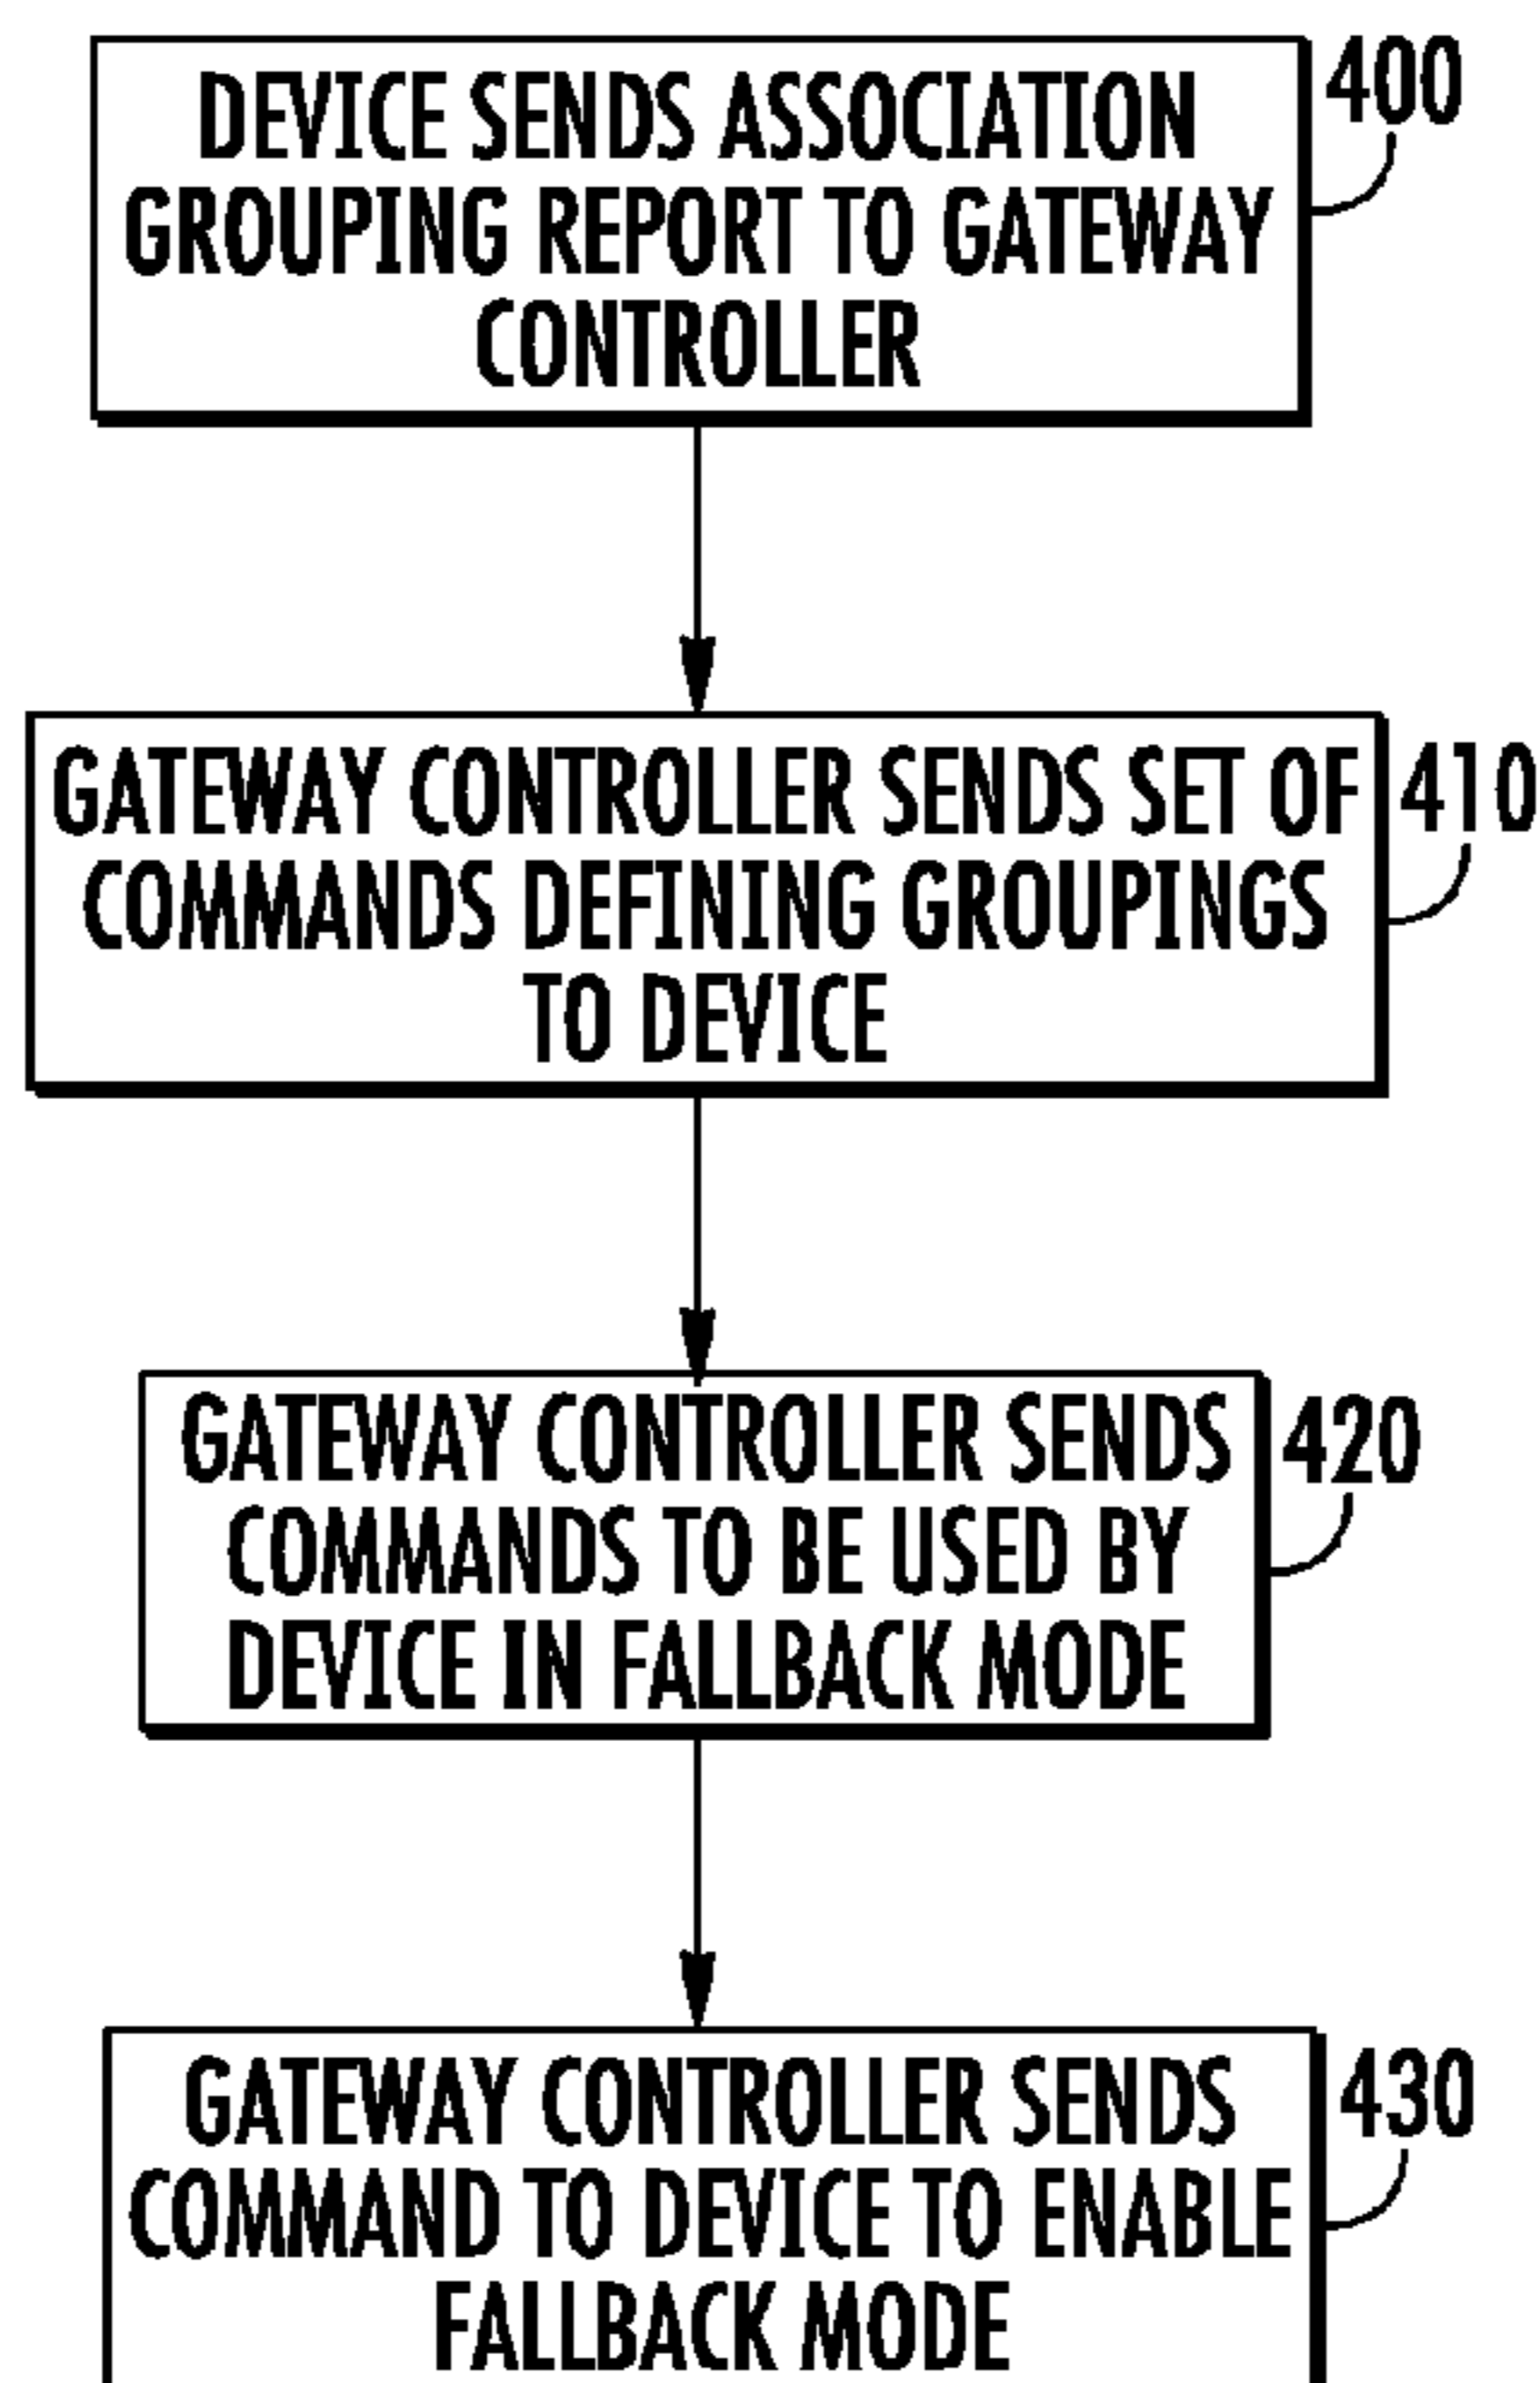 DEVICE SENDS ASSOCIATION
GROUPING REPORT TO GATEWAY
CONTROLLER
400
GATEWAY CONTROLLER SENDS SET OF
COMMANDS DEFINING GROUPINGS
TO DEVICE
410
GATEWAY CONTROLLER SENDS
COMMANDS TO BE USED BY
DEVICE IN FALLBACK MODE
420
GATEWAY CONTROLLER SENDS
COMMAND TO DEVICE TO ENABLE
FALLBACK MODE
430